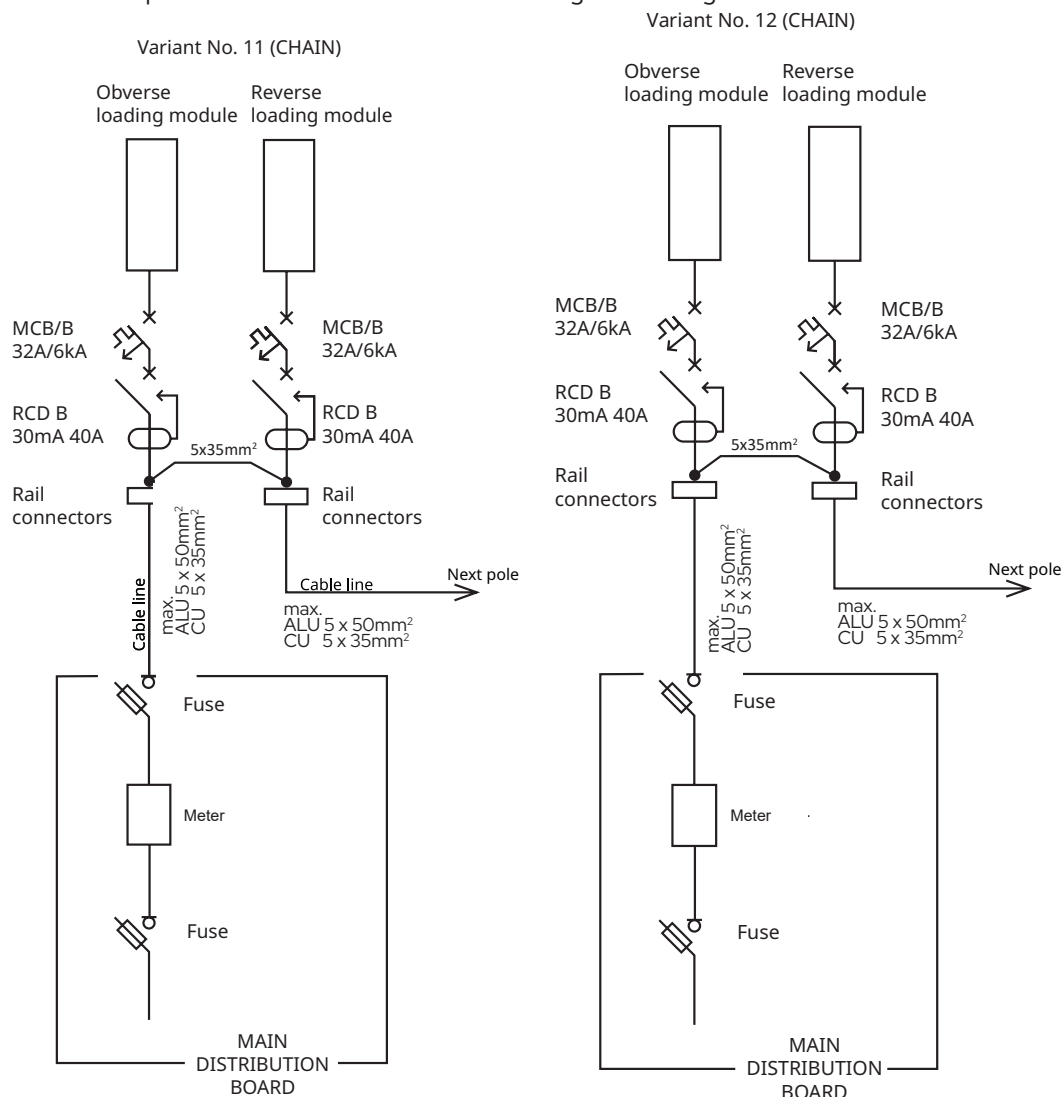 Variant No. 11 (CHAIN)
Obverse
loading module
Reverse
loading module
MCB/B
32A/6kA
MCB/B
32A/6kA
RCD B
30mA 40A
RCD B
30mA 40A
5x35mm²
Rail
connectors
Rail
connectors
Cable line
max.
ALU 5 x 50mm²
CU 5 x 35mm²
Cable line
Next pole
max.
ALU 5 x 50mm²
CU 5 x 35mm²
Fuse
Meter
Fuse
MAIN
DISTRIBUTION
BOARD
Variant No. 12 (CHAIN)
Obverse
loading module
Reverse
loading module
MCB/B
32A/6kA
MCB/B
32A/6kA
RCD B
30mA 40A
RCD B
30mA 40A
5x35mm²
Rail
connectors
Rail
connectors
max.
ALU 5 x 50mm²
CU 5 x 35mm²
Next pole
max.
ALU 5 x 50mm²
CU 5 x 35mm²
Fuse
Meter
Fuse
MAIN
DISTRIBUTION
BOARD